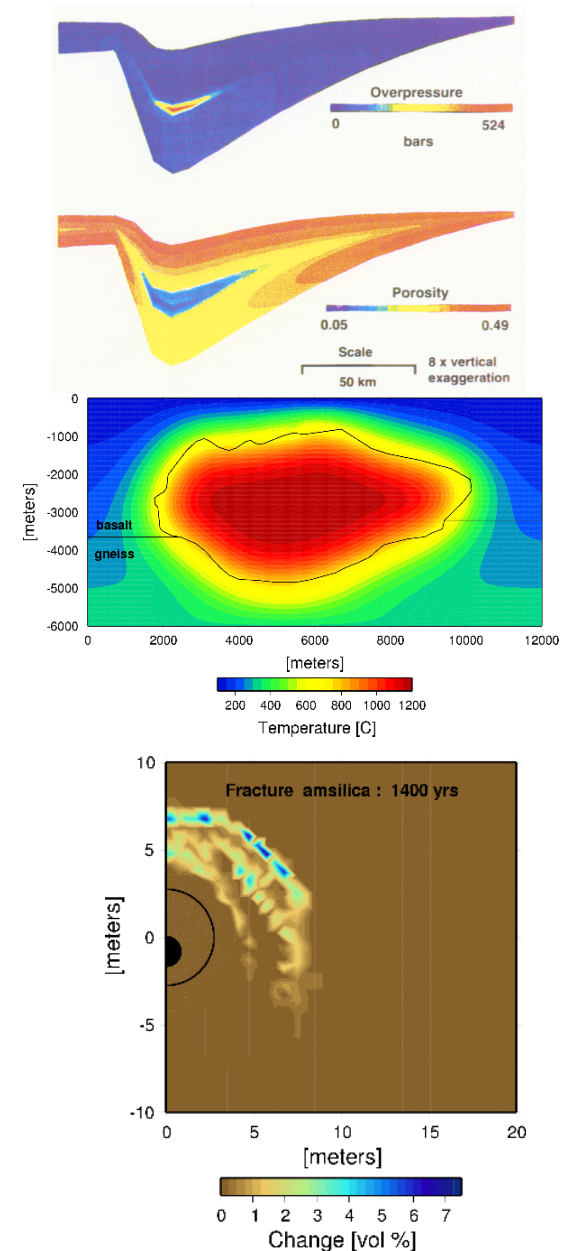 Overpressure
0 524
bars
Porosity
0.05 0.49
Scale
50 km
8 x vertical
exaggeration
0
-1000
-2000
-3000
-4000
-5000
-6000
[meters]
basalt
gneiss
0 2000 4000 6000 8000 10000 12000
[meters]
200 400 600 800 1000 1200
Temperature [C]
Fracture amsilica : 1400 yrs
10
5
0
-5
-10
[meters]
0 5 10 15 20
[meters]
0 1 2 3 4 5 6 7
Change [vol %]